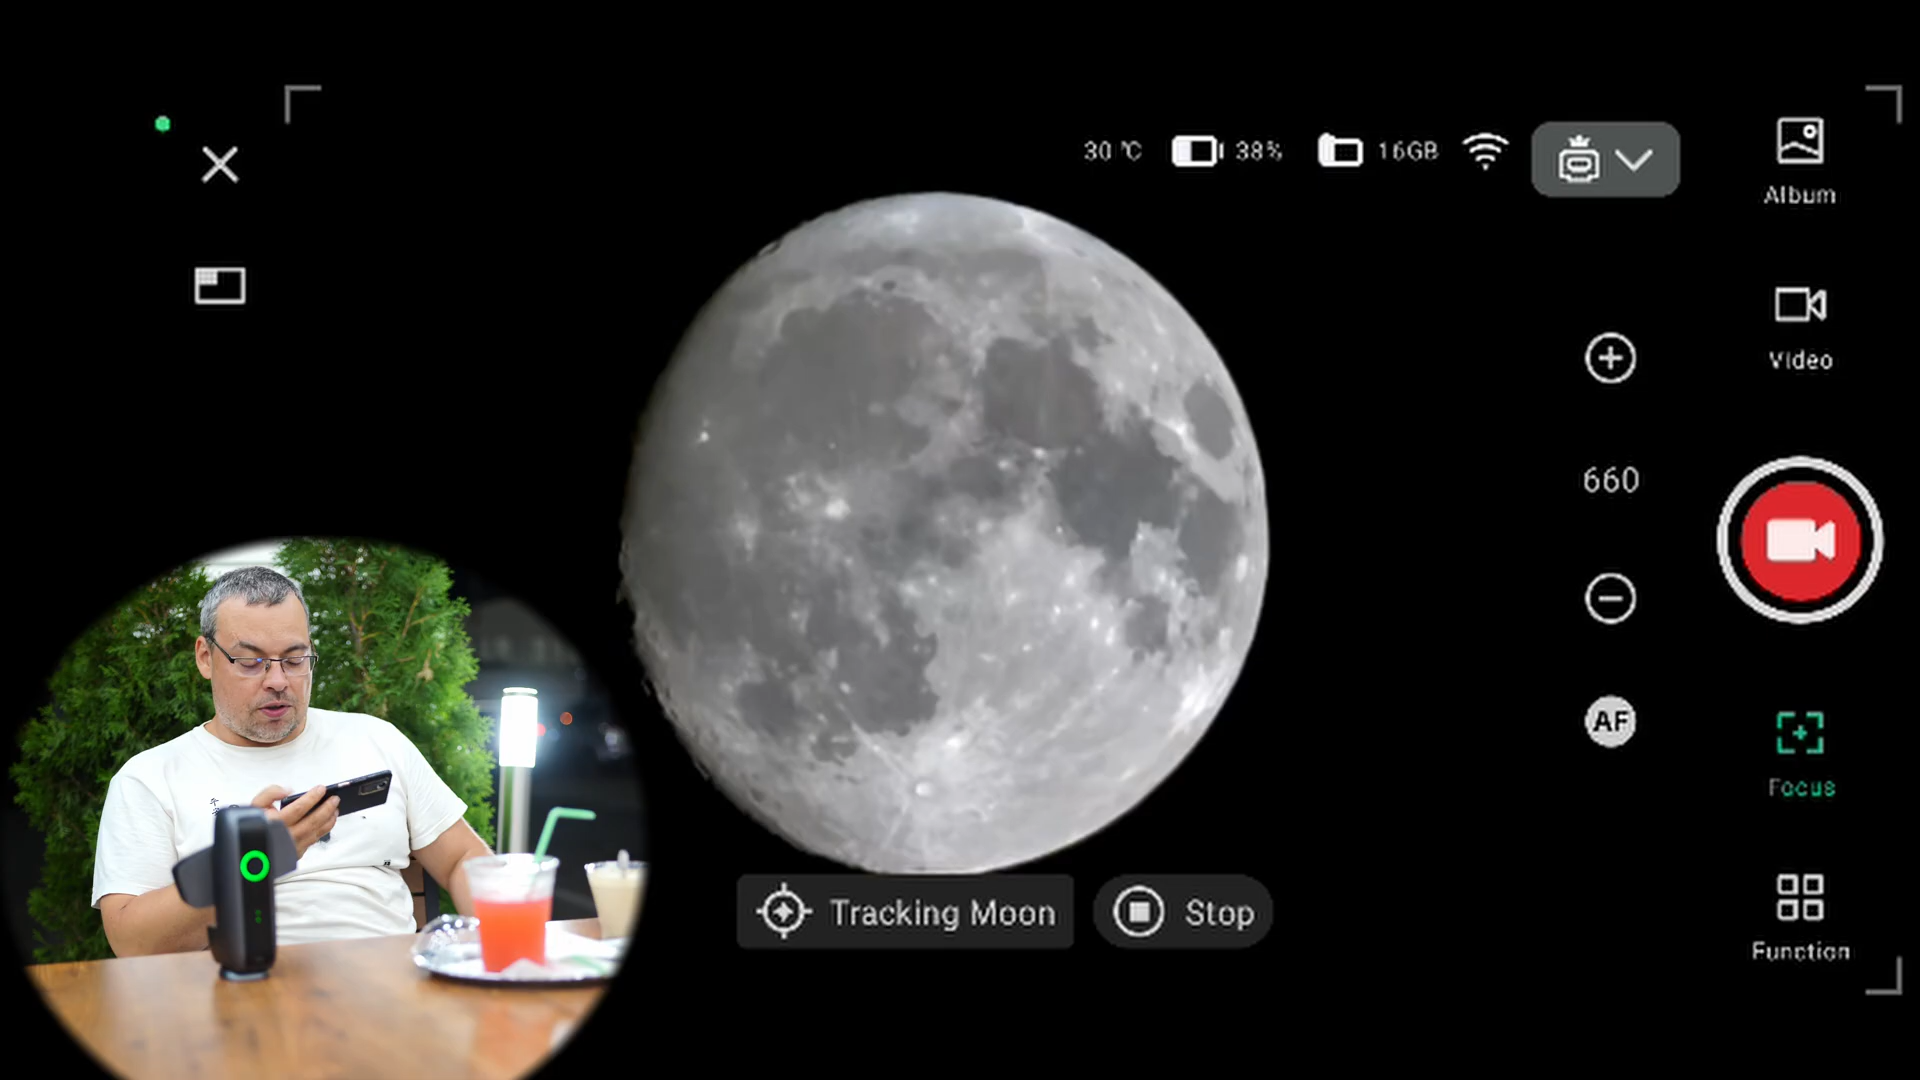 30 ℃ 38% 16GB
Album
Video
660
AF
Focus
Tracking Moon Stop
Function